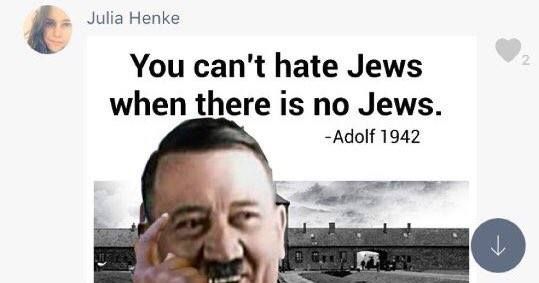 Julia Henke
You can't hate Jews
when there is no Jews.
-Adolf 1942
2